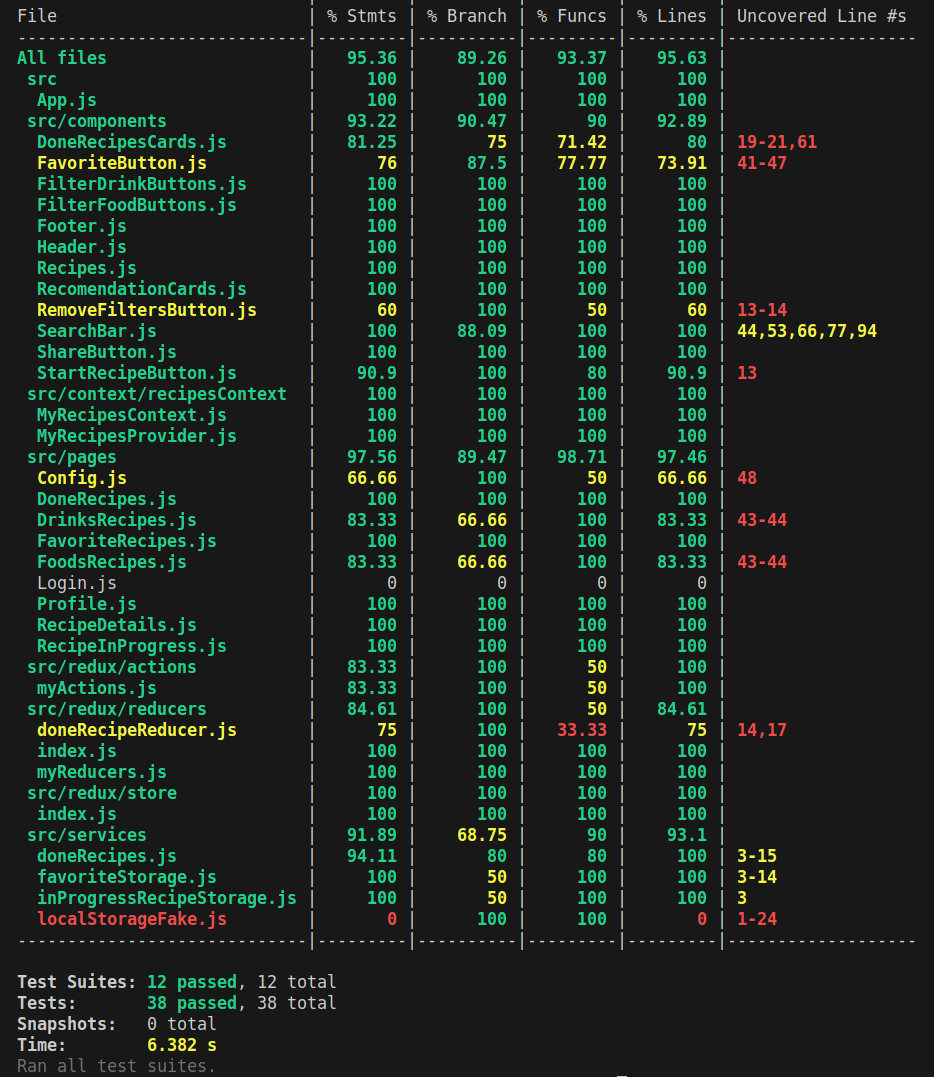 File | % Stmts | % Branch | % Funcs | % Lines | Uncovered Line #s
-----------------------------|---------|----------|---------|---------|-------------------
All files | 95.36 | 89.26 | 93.37 | 95.63 |
src | 100 | 100 | 100 | 100 |
App.js | 100 | 100 | 100 | 100 |
src/components | 93.22 | 90.47 | 90 | 92.89 |
DoneRecipesCards.js | 81.25 | 75 | 71.42 | 80 | 19-21,61
FavoriteButton.js | 76 | 87.5 | 77.77 | 73.91 | 41-47
FilterDrinkButtons.js | 100 | 100 | 100 | 100 |
FilterFoodButtons.js | 100 | 100 | 100 | 100 |
Footer.js | 100 | 100 | 100 | 100 |
Header.js | 100 | 100 | 100 | 100 |
Recipes.js | 100 | 100 | 100 | 100 |
RecomendationCards.js | 100 | 100 | 100 | 100 |
RemoveFiltersButton.js | 60 | 100 | 50 | 60 | 13-14
SearchBar.js | 100 | 88.09 | 100 | 100 | 44,53,66,77,94
ShareButton.js | 100 | 100 | 100 | 100 |
StartRecipeButton.js | 90.9 | 100 | 80 | 90.9 | 13
src/context/recipesContext | 100 | 100 | 100 | 100 |
MyRecipesContext.js | 100 | 100 | 100 | 100 |
MyRecipesProvider.js | 100 | 100 | 100 | 100 |
src/pages | 97.56 | 89.47 | 98.71 | 97.46 |
Config.js | 66.66 | 100 | 50 | 66.66 | 48
DoneRecipes.js | 100 | 100 | 100 | 100 |
DrinksRecipes.js | 83.33 | 66.66 | 100 | 83.33 | 43-44
FavoriteRecipes.js | 100 | 100 | 100 | 100 |
FoodsRecipes.js | 83.33 | 66.66 | 100 | 83.33 | 43-44
Login.js | 0 | 0 | 0 | 0 |
Profile.js | 100 | 100 | 100 | 100 |
RecipeDetails.js | 100 | 100 | 100 | 100 |
RecipeInProgress.js | 100 | 100 | 100 | 100 |
src/redux/actions | 83.33 | 100 | 50 | 100 |
myActions.js | 83.33 | 100 | 50 | 100 |
src/redux/reducers | 84.61 | 100 | 50 | 84.61 |
doneRecipeReducer.js | 75 | 100 | 33.33 | 75 | 14,17
index.js | 100 | 100 | 100 | 100 |
myReducers.js | 100 | 100 | 100 | 100 |
src/redux/store | 100 | 100 | 100 | 100 |
index.js | 100 | 100 | 100 | 100 |
src/services | 91.89 | 68.75 | 90 | 93.1 |
doneRecipes.js | 94.11 | 80 | 80 | 100 | 3-15
favoriteStorage.js | 100 | 50 | 100 | 100 | 3-14
inProgressRecipeStorage.js | 100 | 50 | 100 | 100 | 3
localStorageFake.js | 0 | 100 | 100 | 0 | 1-24
-----------------------------|---------|----------|---------|---------|-------------------
Test Suites: 12 passed, 12 total
Tests: 38 passed, 38 total
Snapshots: 0 total
Time: 6.382 s
Ran all test suites.